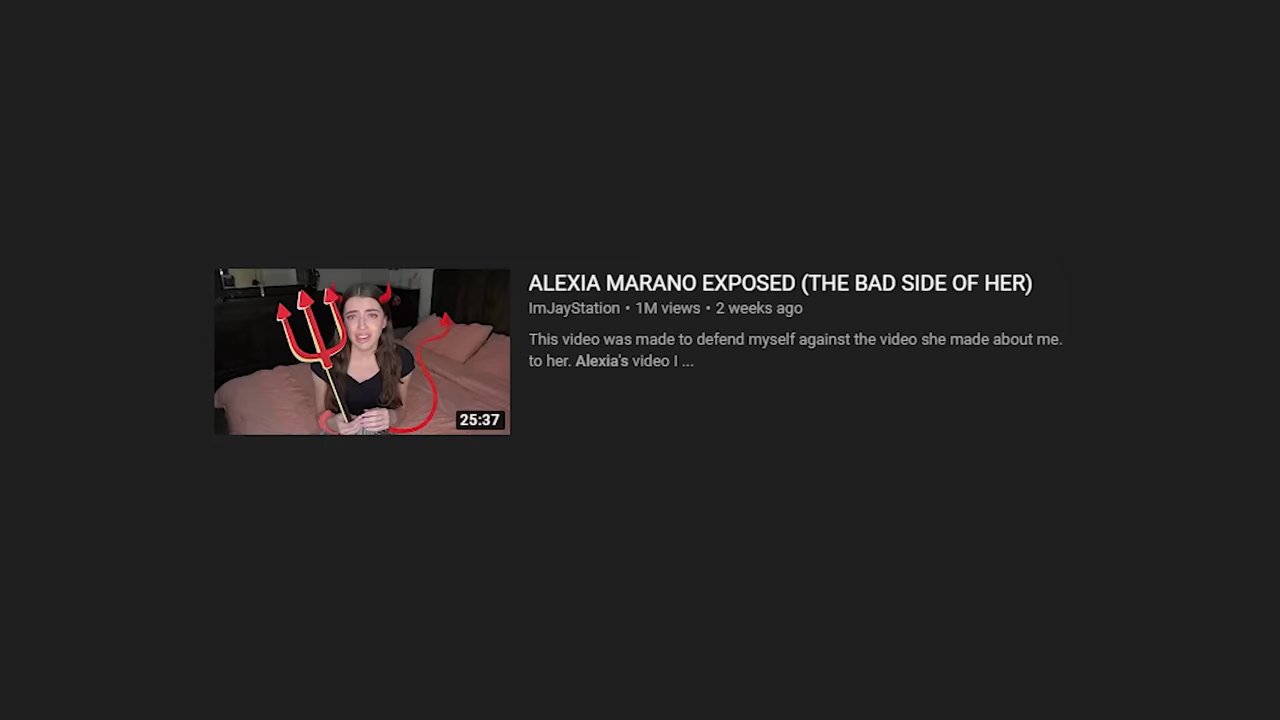 ALEXIA MARANO EXPOSED (THE BAD SIDE OF HER)
ImJayStation • 1M views • 2 weeks ago
This video was made to defend myself against the video she made about me.
to her. Alexia's video I ...
25:37